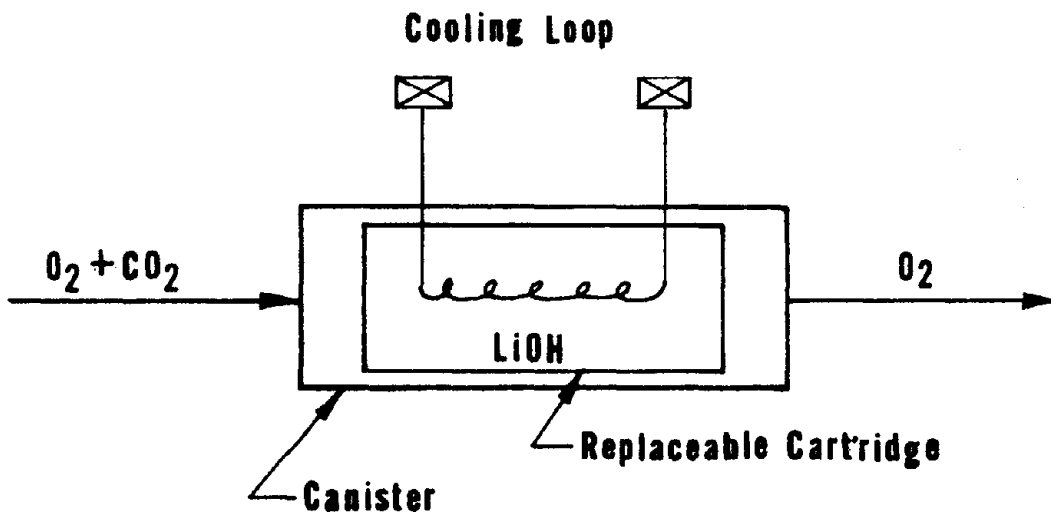 Cooling Loop
O₂ + CO₂
O₂
LiOH
Replaceable Cartridge
Canister